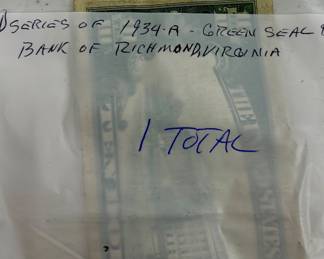 SERIES OF 1934-A - GREEN SEAL
BANK OF RICHMOND, VIRGINIA
1 TOTAL